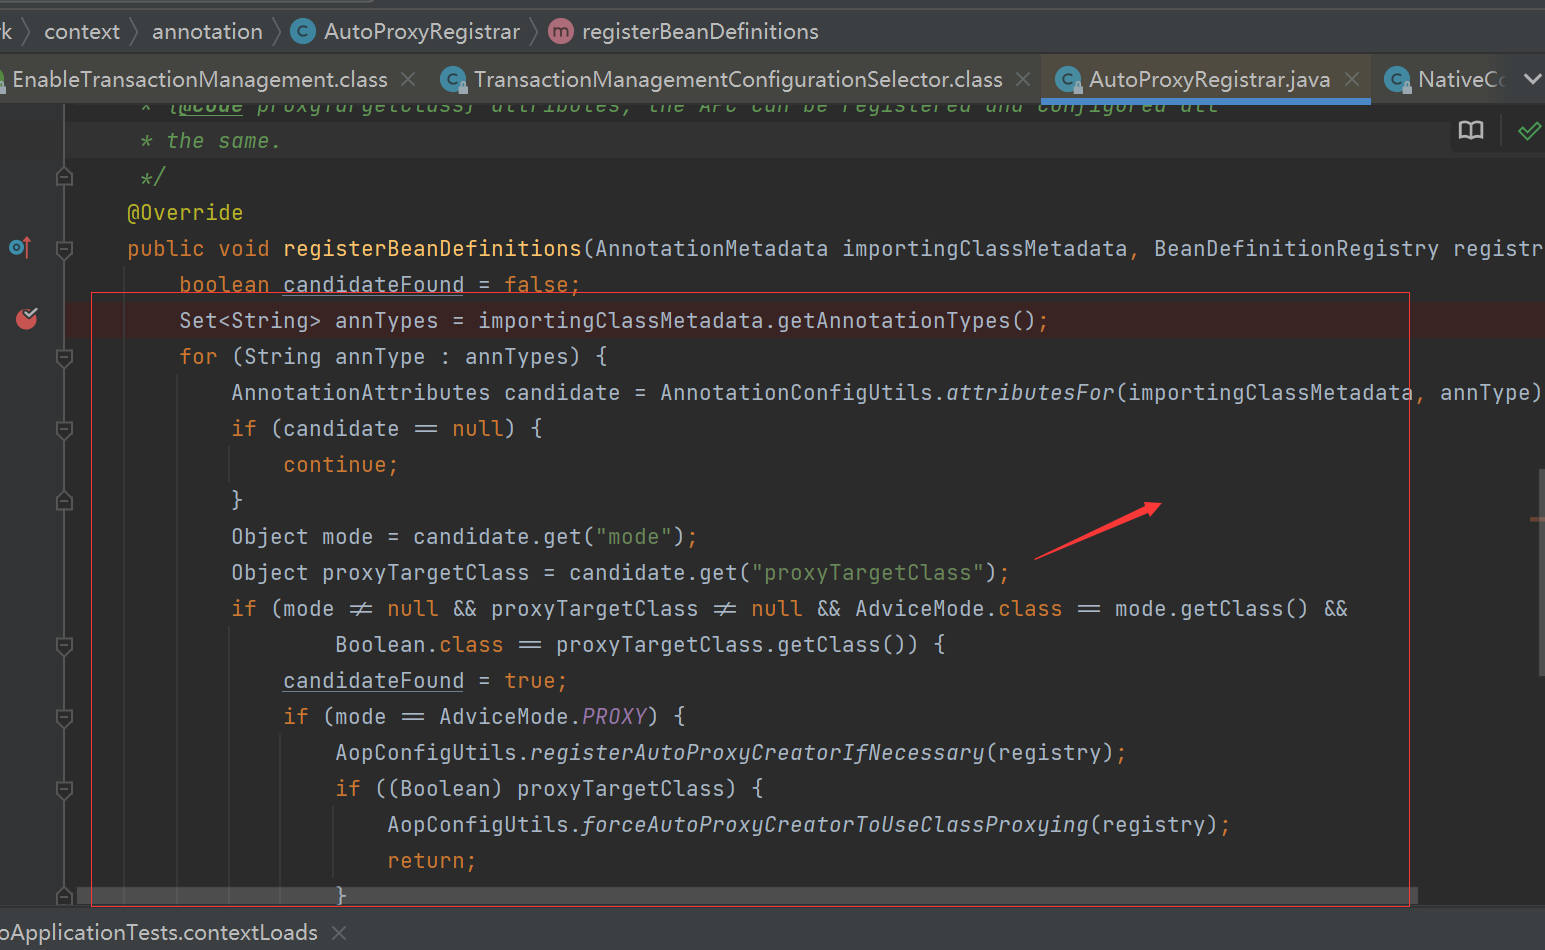 k context annotation C AutoProxyRegistrar m registerBeanDefinitions
EnableTransactionManagement.class C TransactionManagementConfigurationSelector.class C AutoProxyRegistrar.java C NativeCo
* {@code proxyTargetClass} attributes, the APC can be registered and configured all
* the same.
*/
@Override
public void registerBeanDefinitions(AnnotationMetadata importingClassMetadata, BeanDefinitionRegistry registr
boolean candidateFound = false;
Set<String> annTypes = importingClassMetadata.getAnnotationTypes();
for (String annType : annTypes) {
AnnotationAttributes candidate = AnnotationConfigUtils.attributesFor(importingClassMetadata, annType)
if (candidate == null) {
continue;
}
Object mode = candidate.get("mode");
Object proxyTargetClass = candidate.get("proxyTargetClass");
if (mode != null && proxyTargetClass != null && AdviceMode.class == mode.getClass() &&
Boolean.class == proxyTargetClass.getClass()) {
candidateFound = true;
if (mode == AdviceMode.PROXY) {
AopConfigUtils.registerAutoProxyCreatorIfNecessary(registry);
if ((Boolean) proxyTargetClass) {
AopConfigUtils.forceAutoProxyCreatorToUseClassProxying(registry);
return;
}
oApplicationTests.contextLoads